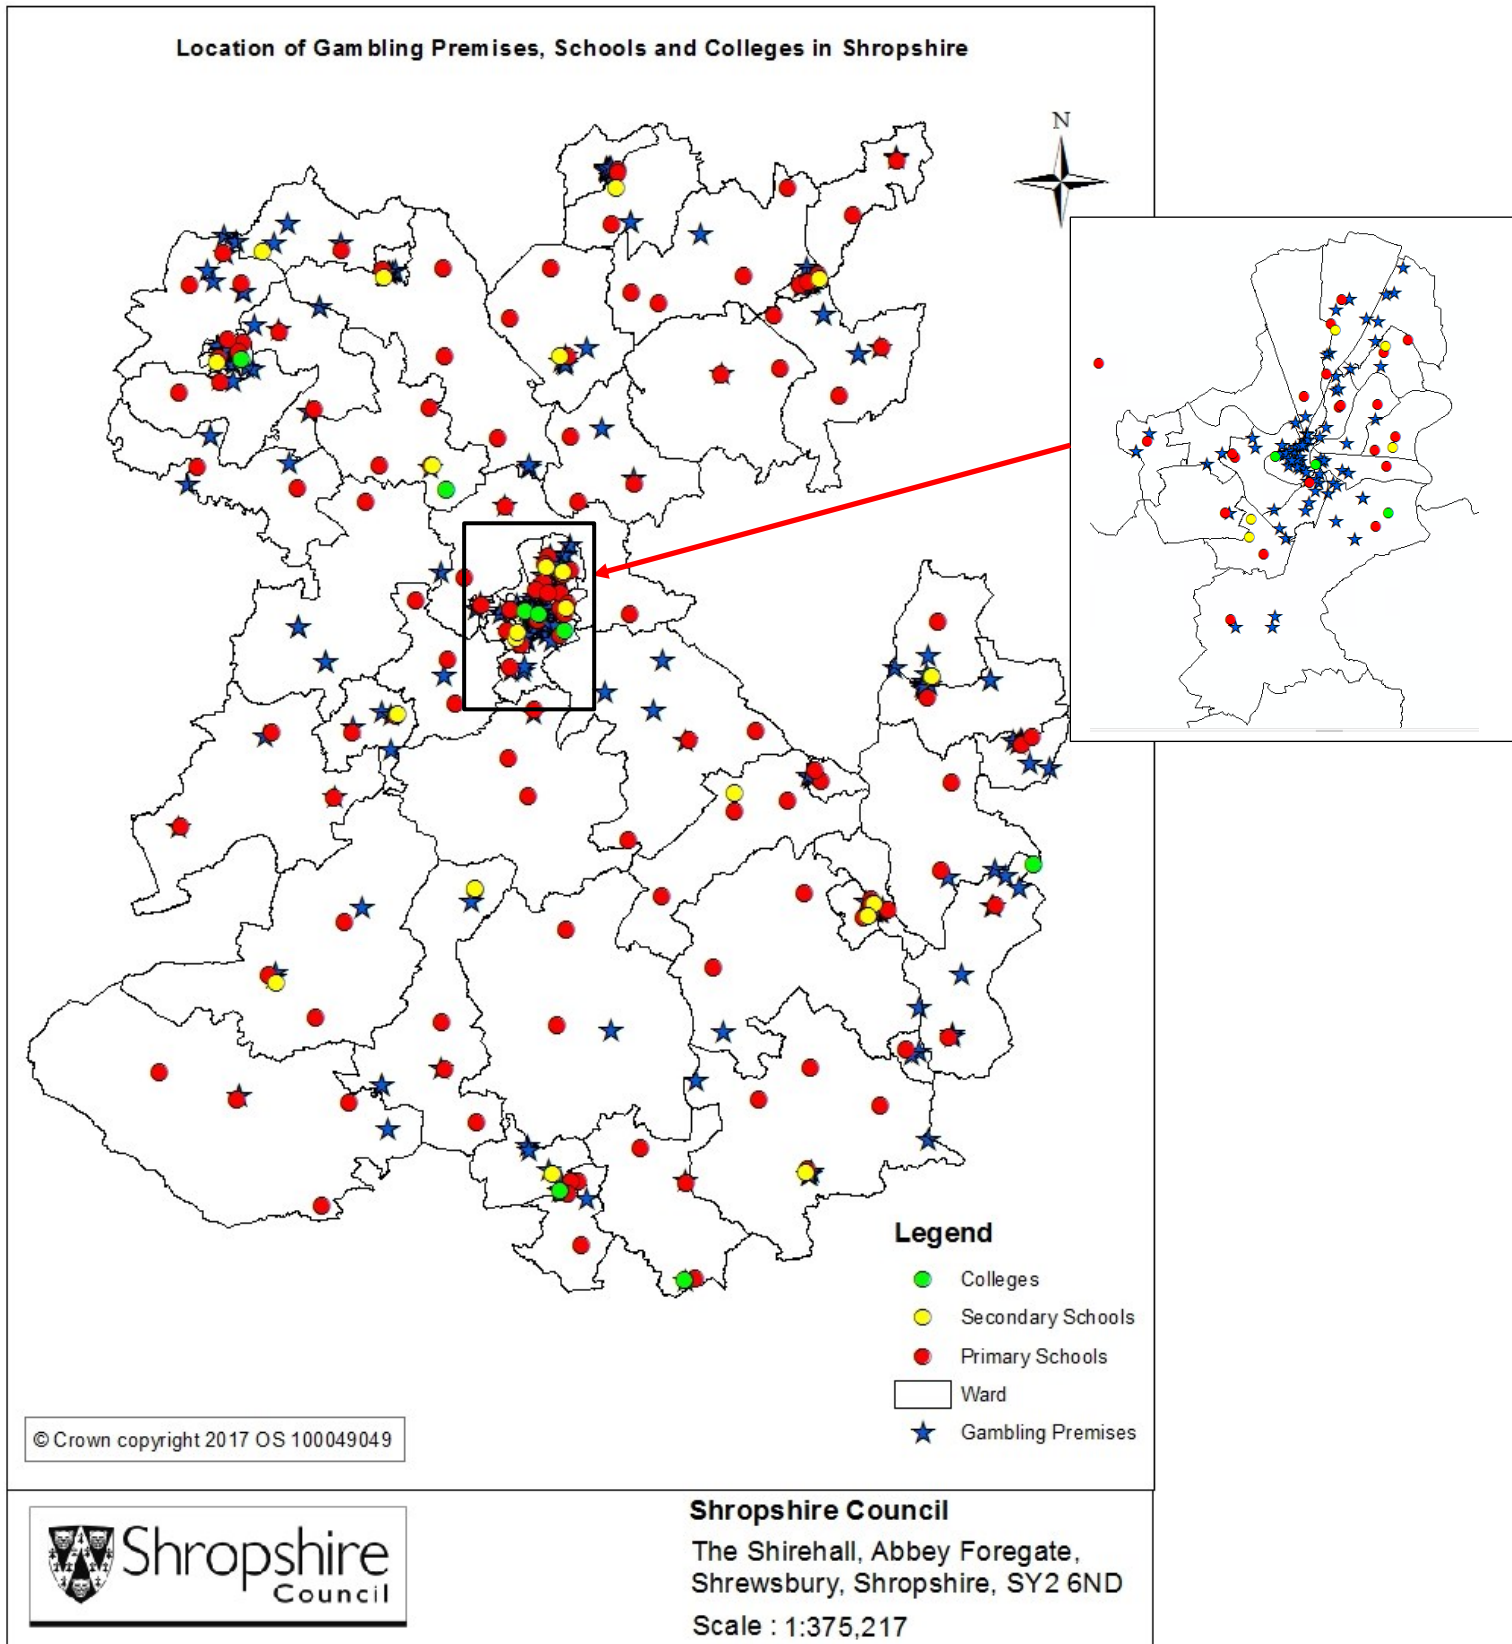 Location of Gambling Premises, Schools and Colleges in Shropshire
N
Legend
Colleges
Secondary Schools
Primary Schools
Ward
Gambling Premises
© Crown copyright 2017 OS 100049049
Shropshire
Council
Shropshire Council
The Shirehall, Abbey Foregate,
Shrewsbury, Shropshire, SY2 6ND
Scale : 1:375,217